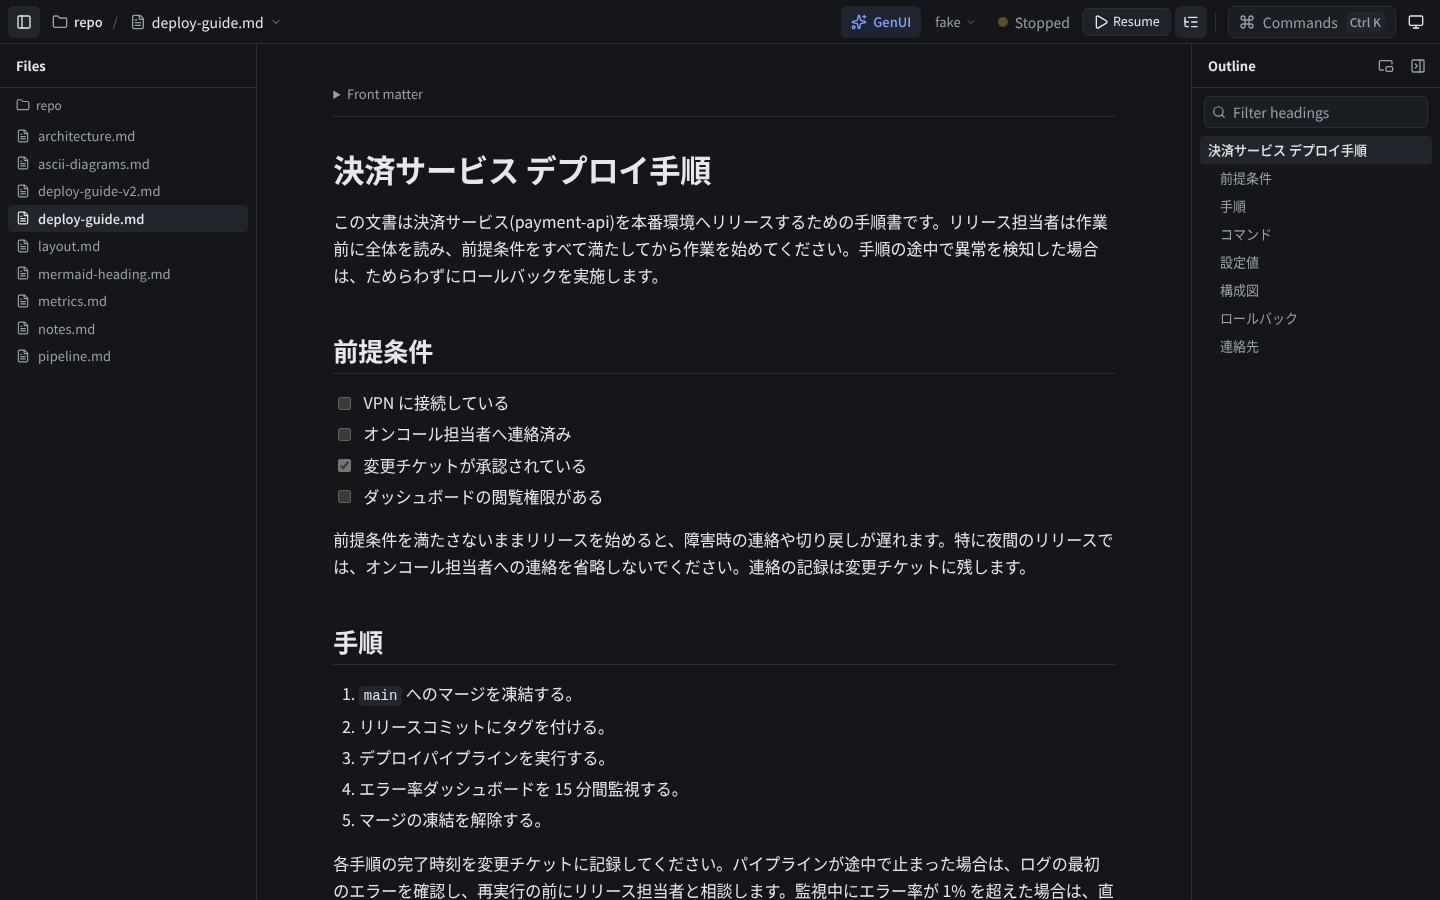 repo / deploy-guide.md
GenUI
fake
Stopped
Resume
Commands Ctrl K
Files
repo
architecture.md
ascii-diagrams.md
deploy-guide-v2.md
deploy-guide.md
layout.md
mermaid-heading.md
metrics.md
notes.md
pipeline.md
Front matter
決済サービス デプロイ手順
この文書は決済サービス(payment-api)を本番環境へリリースするための手順書です。リリース担当者は作業
前に全体を読み、前提条件をすべて満たしてから作業を始めてください。手順の途中で異常を検知した場合
は、ためらわずにロールバックを実施します。
前提条件
VPN に接続している
オンコール担当者へ連絡済み
変更チケットが承認されている
ダッシュボードの閲覧権限がある
前提条件を満たさないままリリースを始めると、障害時の連絡や切り戻しが遅れます。特に夜間のリリースで
は、オンコール担当者への連絡を省略しないでください。連絡の記録は変更チケットに残します。
手順
1. main へのマージを凍結する。
2. リリースコミットにタグを付ける。
3. デプロイパイプラインを実行する。
4. エラー率ダッシュボードを 15 分間監視する。
5. マージの凍結を解除する。
各手順の完了時刻を変更チケットに記録してください。パイプラインが途中で止まった場合は、ログの最初
のエラーを確認し、再実行の前にリリース担当者と相談します。監視中にエラー率が 1% を超えた場合は、直
Outline
Filter headings
決済サービス デプロイ手順
前提条件
手順
コマンド
設定値
構成図
ロールバック
連絡先